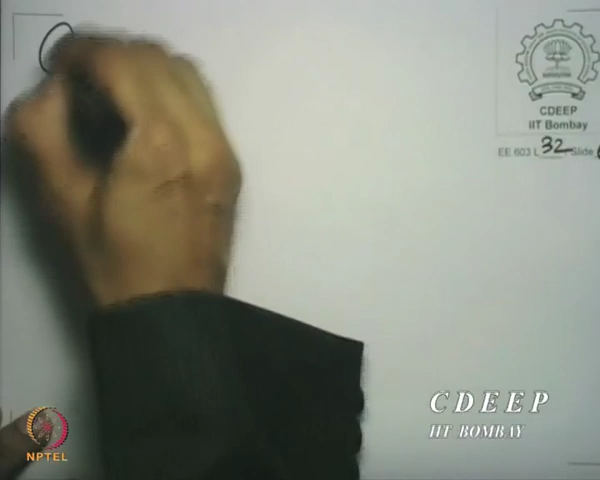 CDEEP
IIT Bombay
EE 603 L 32 Slide
CDEEP
IIT BOMBAY
NPTEL